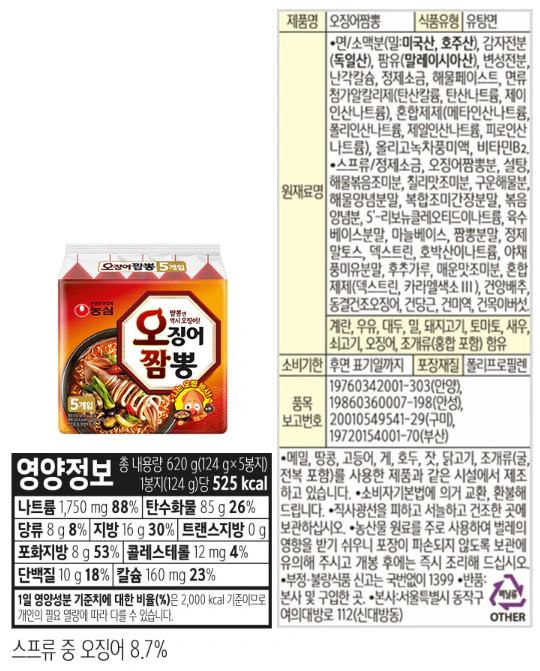 오징어짬뽕 5개입
농심
짬뽕엔
역시 오징어!
오징어
짬뽕
5개입
영양정보 총 내용량 620 g(124 g×5봉지)
1봉지(124 g)당 525 kcal
나트륨 1,750 mg 88% 탄수화물 85 g 26%
당류 8 g 8% 지방 16 g 30% 트랜스지방 0 g
포화지방 8 g 53% 콜레스테롤 12 mg 4%
단백질 10 g 18% 칼슘 160 mg 23%
1일 영양성분 기준치에 대한 비율(%)은 2,000 kcal 기준이므로
개인의 필요 열량에 따라 다를 수 있습니다.
스프류 중 오징어 8.7%
제품명 오징어짬뽕 식품유형 유탕면
원재료명
•면/소맥분(밀:미국산, 호주산), 감자전분
(독일산), 팜유(말레이시아산), 변성전분,
난각칼슘, 정제소금, 해물페이스트, 면류
첨가알칼리제(탄산칼륨, 탄산나트륨, 제이
인산나트륨), 혼합제제(메타인산나트륨,
폴리인산나트륨, 제일인산나트륨, 피로인산
나트륨), 올리고녹차풍미액, 비타민B₂.
•스프류/정제소금, 오징어짬뽕분, 설탕,
해물볶음조미분, 칠리맛조미분, 구운해물분,
해물양념분말, 복합조미간장분말, 볶음
양념분, 5'-리보뉴클레오티드이나트륨, 육수
베이스분말, 마늘베이스, 짬뽕분말, 정제
말토스, 덱스트린, 호박산이나트륨, 야채
풍미유분말, 후추가루, 매운맛조미분, 혼합
제제(덱스트린, 카라멜색소Ⅲ), 건양배추,
동결건조오징어, 건당근, 건미역, 건목이버섯.
계란, 우유, 대두, 밀, 돼지고기, 토마토, 새우,
쇠고기, 오징어, 조개류(홍합 포함) 함유
소비기한 후면 표기일까지 포장재질 폴리프로필렌
품목
보고번호
19760342001-303(안양),
19860360007-198(안성),
20010549541-29(구미),
19720154001-70(부산)
•메밀, 땅콩, 고등어, 게, 호두, 잣, 닭고기, 조개류(굴,
전복 포함)를 사용한 제품과 같은 시설에서 제조
하고 있습니다. •소비자기본법에 의거 교환, 환불해
드립니다. •직사광선을 피하고 서늘하고 건조한 곳에
보관하십시오. •농산물 원료를 주로 사용하여 벌레의
영향을 받기 쉬우니 포장이 파손되지 않도록 보관에
유의해 주시고 개봉 후에는 즉시 조리해 드십시오.
•부정·불량식품 신고는 국번없이 1399 •반품:
본사 및 구입한 곳. •본사:서울특별시 동작구
여의대방로 112(신대방동)
비닐류
OTHER